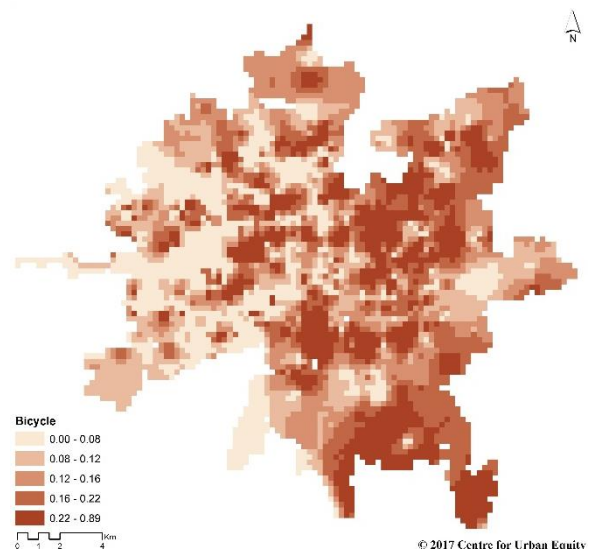 N
Bicycle
0.00 - 0.08
0.08 - 0.12
0.12 - 0.16
0.16 - 0.22
0.22 - 0.89
Km
0 1 2 4
© 2017 Centre for Urban Equity